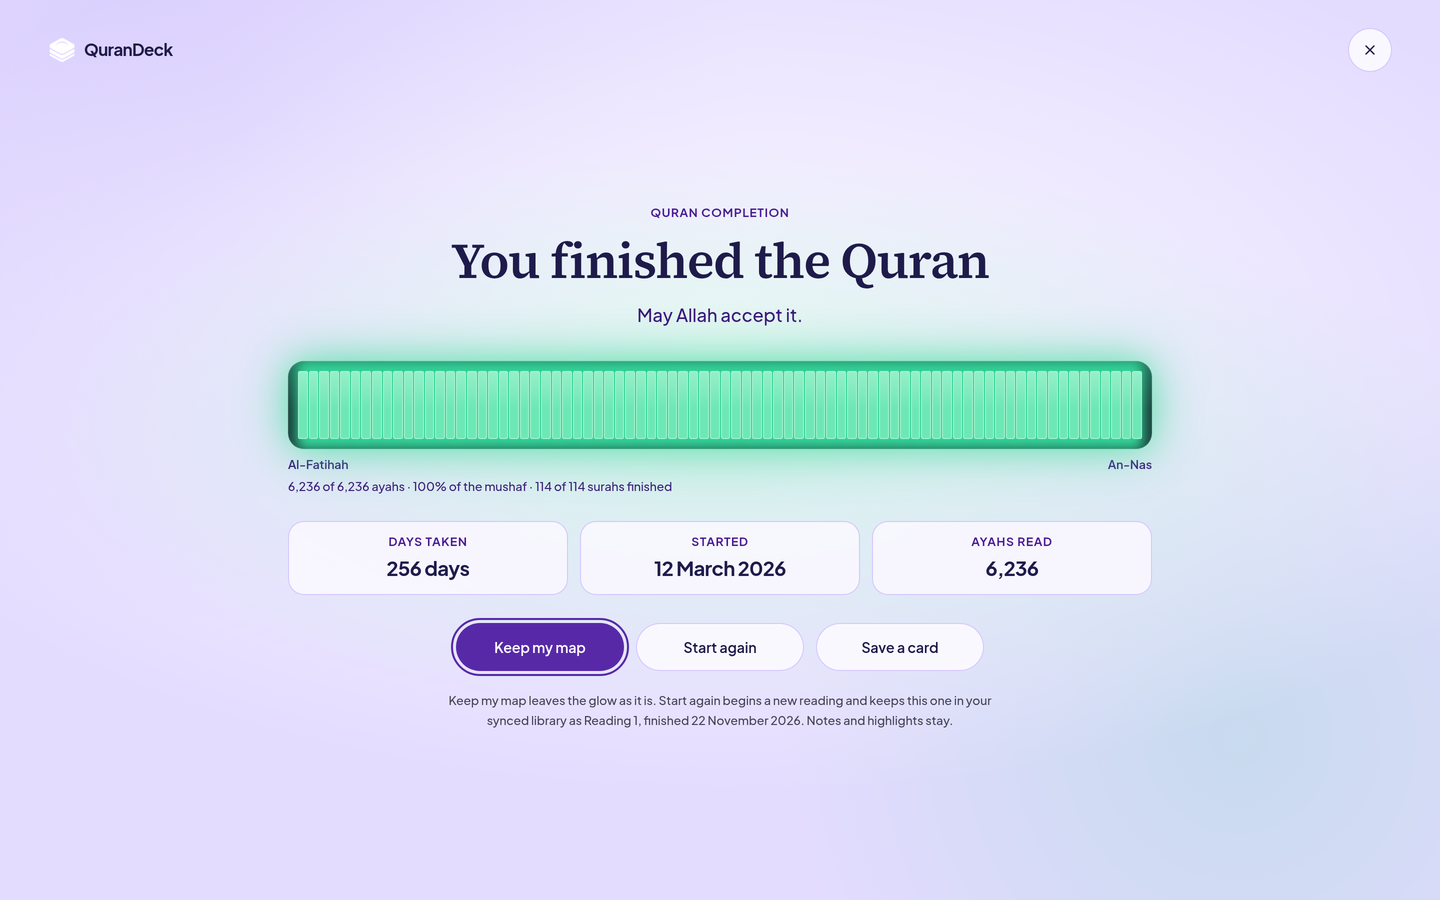 QuranDeck
QURAN COMPLETION
You finished the Quran
May Allah accept it.
Al-Fatihah
An-Nas
6,236 of 6,236 ayahs · 100% of the mushaf · 114 of 114 surahs finished
DAYS TAKEN
256 days
STARTED
12 March 2026
AYAHS READ
6,236
Keep my map
Start again
Save a card
Keep my map leaves the glow as it is. Start again begins a new reading and keeps this one in your
synced library as Reading 1, finished 22 November 2026. Notes and highlights stay.